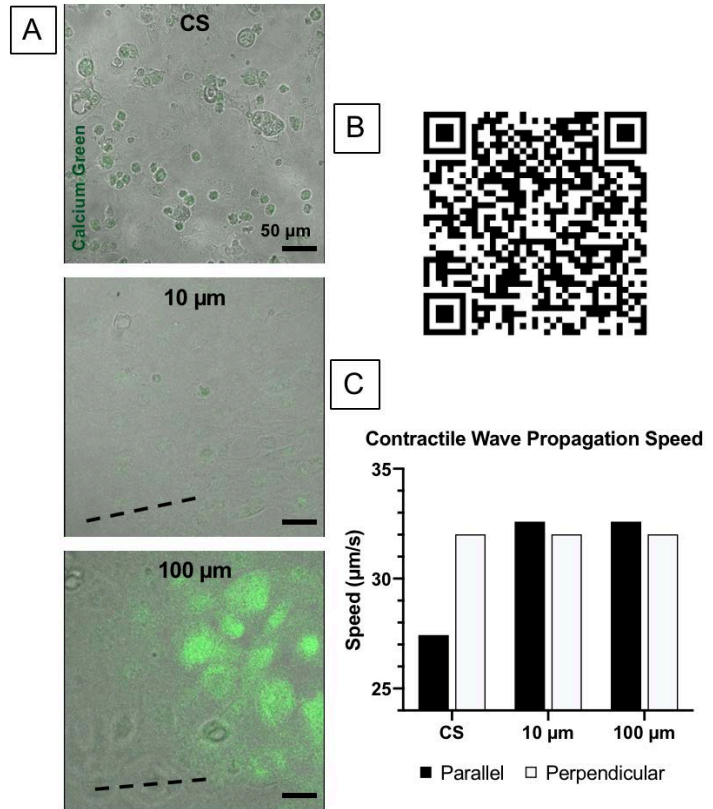 A
CS
Calcium Green
50 µm
10 µm
100 µm
B
C
Contractile Wave Propagation Speed
Speed (µm/s)
35
30
25
CS 10 µm 100 µm
Parallel Perpendicular